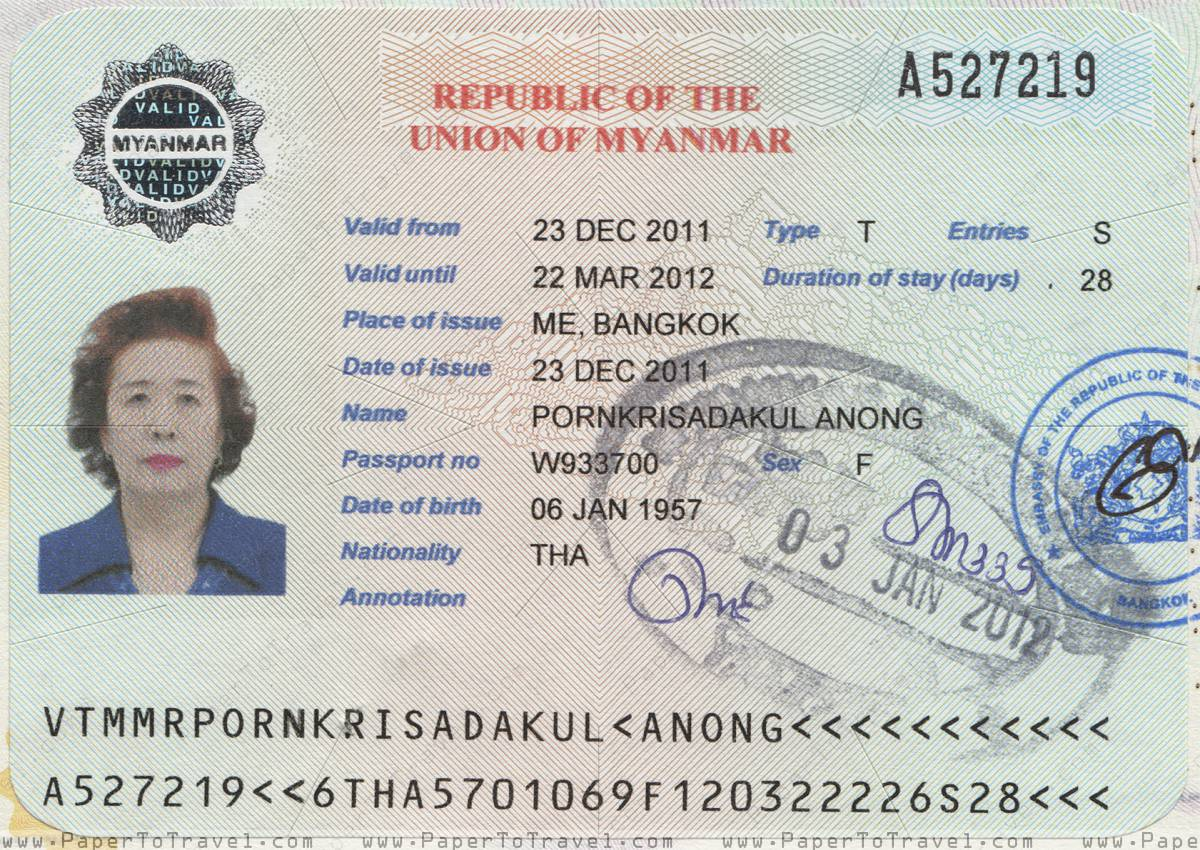 A527219
REPUBLIC OF THE
UNION OF MYANMAR
VALID
VAL
MYANMAR
Valid from 23 DEC 2011 Type T Entries S
Valid until 22 MAR 2012 Duration of stay (days) 28
Place of issue ME, BANGKOK
Date of issue 23 DEC 2011
Name PORNKRISADAKUL ANONG
Passport no W933700 Sex F
Date of birth 06 JAN 1957
Nationality THA
Annotation
03 JAN 2012
EMBASSY OF THE REPUBLIC OF THE
BANGKOK
VTMMRPORNKRISADAKUL<ANONG<<<<<<<<<<<<
A527219<<6THA5701069F120322226S28<<<
www.PaperToTravel.com www.PaperToTravel.com www.PaperToTravel.com www.Pape